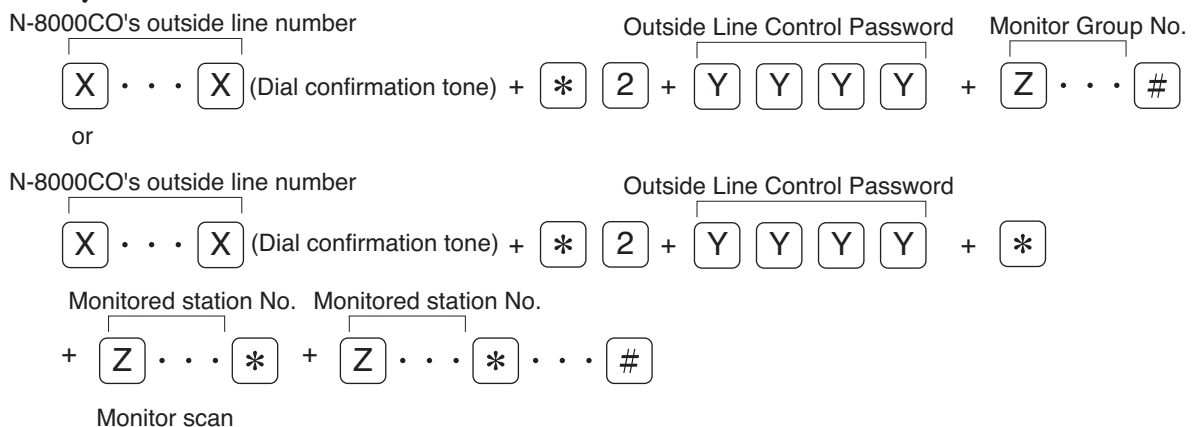 N-8000CO's outside line number Outside Line Control Password Monitor Group No.
X · · · X (Dial confirmation tone) + * 2 + Y Y Y Y + Z · · · #
or
N-8000CO's outside line number Outside Line Control Password
X · · · X (Dial confirmation tone) + * 2 + Y Y Y Y + *
Monitored station No. Monitored station No.
+ Z · · · * + Z · · · * · · · #
Monitor scan